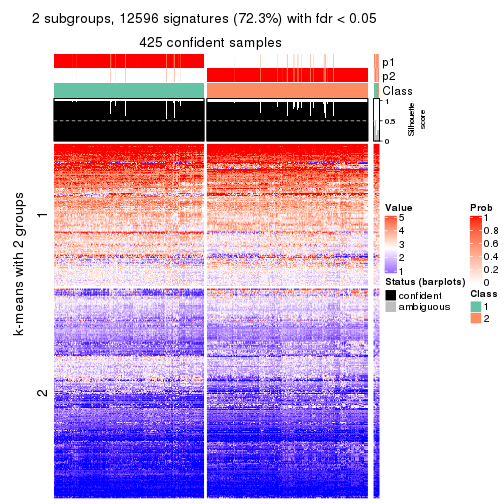 2 subgroups, 12596 signatures (72.3%) with fdr < 0.05
425 confident samples
p1
p2
Class
1
0.5
0
Silhouette
score
k-means with 2 groups
1
2
Value
5
4
3
2
1
Prob
1
0.8
0.6
0.4
0.2
0
Status (barplots)
confident
ambiguous
Class
1
2